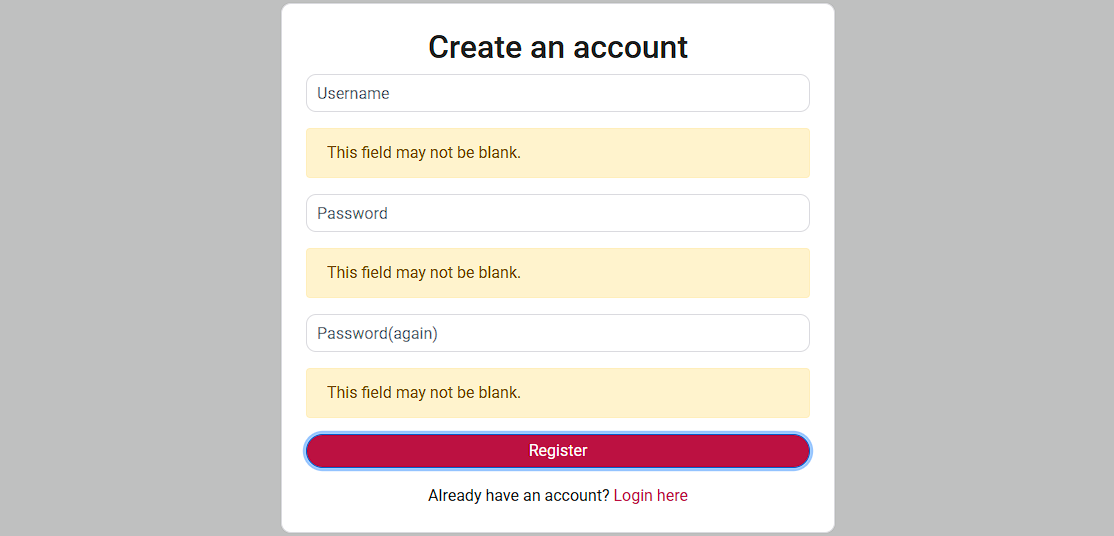 Create an account
Username
This field may not be blank.
Password
This field may not be blank.
Password(again)
This field may not be blank.
Register
Already have an account? Login here